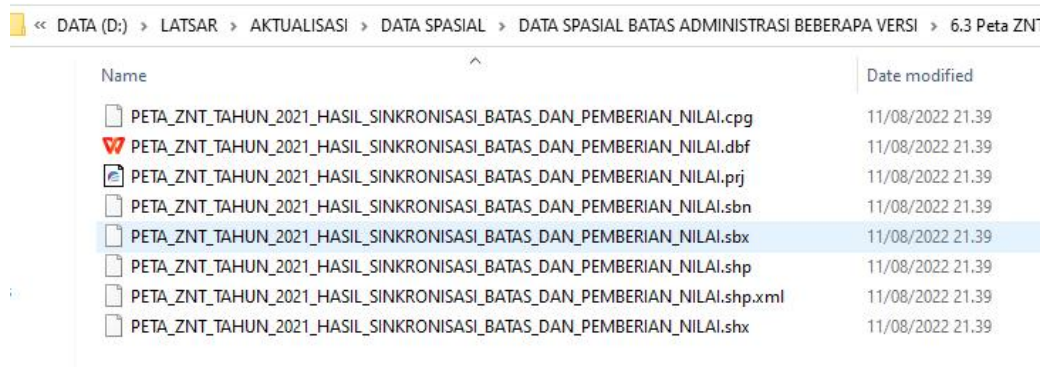 « DATA (D:) > LATSAR > AKTUALISASI > DATA SPASIAL > DATA SPASIAL BATAS ADMINISTRASI BEBERAPA VERSI > 6.3 Peta ZNT
Name Date modified
PETA_ZNT_TAHUN_2021_HASIL_SINKRONISASI_BATAS_DAN_PEMBERIAN_NILAI.cpg 11/08/2022 21.39
PETA_ZNT_TAHUN_2021_HASIL_SINKRONISASI_BATAS_DAN_PEMBERIAN_NILAI.dbf 11/08/2022 21.39
PETA_ZNT_TAHUN_2021_HASIL_SINKRONISASI_BATAS_DAN_PEMBERIAN_NILAI.prj 11/08/2022 21.39
PETA_ZNT_TAHUN_2021_HASIL_SINKRONISASI_BATAS_DAN_PEMBERIAN_NILAI.sbn 11/08/2022 21.39
PETA_ZNT_TAHUN_2021_HASIL_SINKRONISASI_BATAS_DAN_PEMBERIAN_NILAI.sbx 11/08/2022 21.39
PETA_ZNT_TAHUN_2021_HASIL_SINKRONISASI_BATAS_DAN_PEMBERIAN_NILAI.shp 11/08/2022 21.39
PETA_ZNT_TAHUN_2021_HASIL_SINKRONISASI_BATAS_DAN_PEMBERIAN_NILAI.shp.xml 11/08/2022 21.39
PETA_ZNT_TAHUN_2021_HASIL_SINKRONISASI_BATAS_DAN_PEMBERIAN_NILAI.shx 11/08/2022 21.39